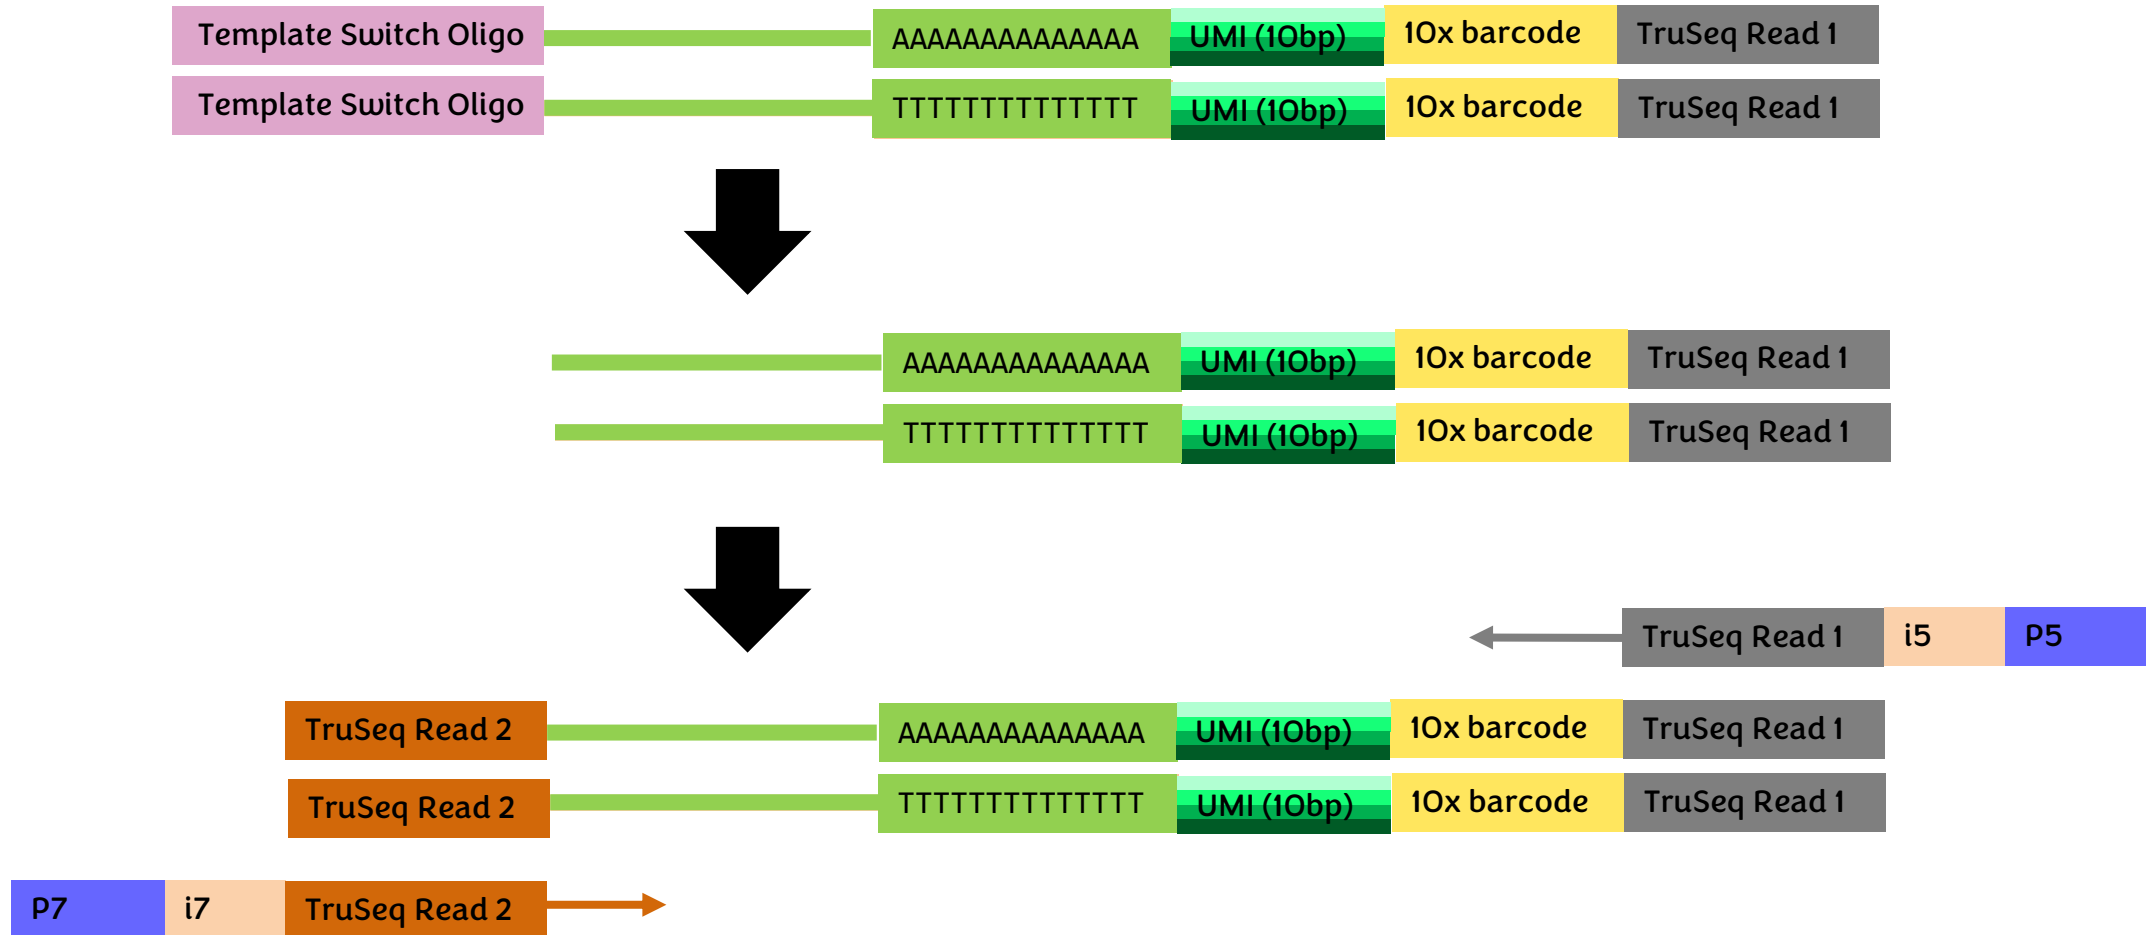 Template Switch Oligo AAAAAAAAAAAAAA UMI (10bp) 10x barcode TruSeq Read 1
Template Switch Oligo TTTTTTTTTTTTTT UMI (10bp) 10x barcode TruSeq Read 1
AAAAAAAAAAAAAA UMI (10bp) 10x barcode TruSeq Read 1
TTTTTTTTTTTTTT UMI (10bp) 10x barcode TruSeq Read 1
TruSeq Read 1 i5 P5
TruSeq Read 2 AAAAAAAAAAAAAA UMI (10bp) 10x barcode TruSeq Read 1
TruSeq Read 2 TTTTTTTTTTTTTT UMI (10bp) 10x barcode TruSeq Read 1
P7 i7 TruSeq Read 2